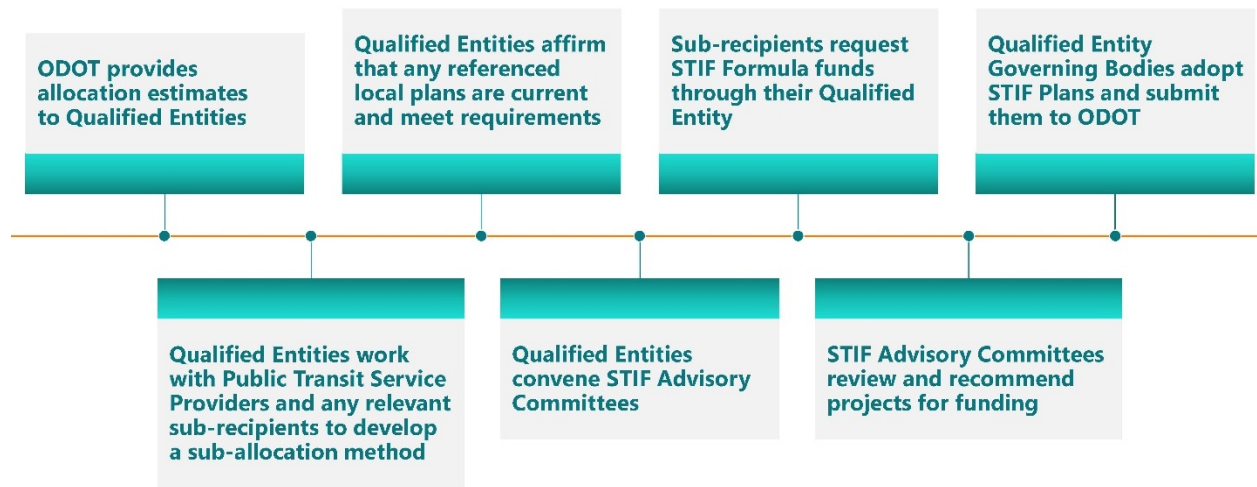 ODOT provides
allocation estimates
to Qualified Entities
Qualified Entities work
with Public Transit Service
Providers and any relevant
sub-recipients to develop
a sub-allocation method
Qualified Entities affirm
that any referenced
local plans are current
and meet requirements
Qualified Entities
convene STIF Advisory
Committees
Sub-recipients request
STIF Formula funds
through their Qualified
Entity
STIF Advisory Committees
review and recommend
projects for funding
Qualified Entity
Governing Bodies adopt
STIF Plans and submit
them to ODOT